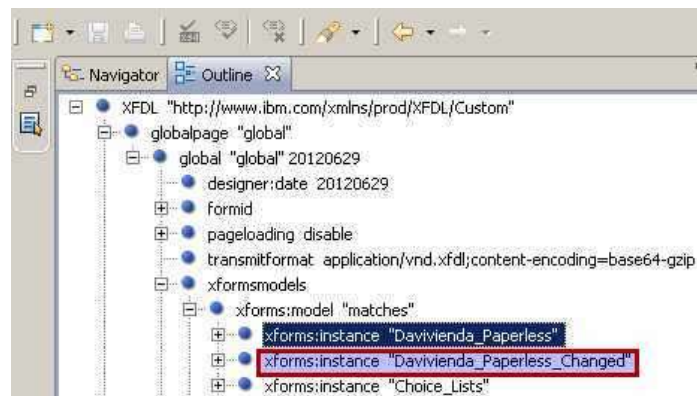 Navigator Outline
XFDL "http://www.ibm.com/xmlns/prod/XFDL/Custom"
globalpage "global"
global "global" 20120629
designer:date 20120629
formid
pageloading disable
transmitformat application/vnd.xfdl;content-encoding=base64-gzip
xformsmodels
xforms:model "matches"
xforms:instance "Davivienda_Paperless"
xforms:instance "Davivienda_Paperless_Changed"
xforms:instance "Choice_Lists"